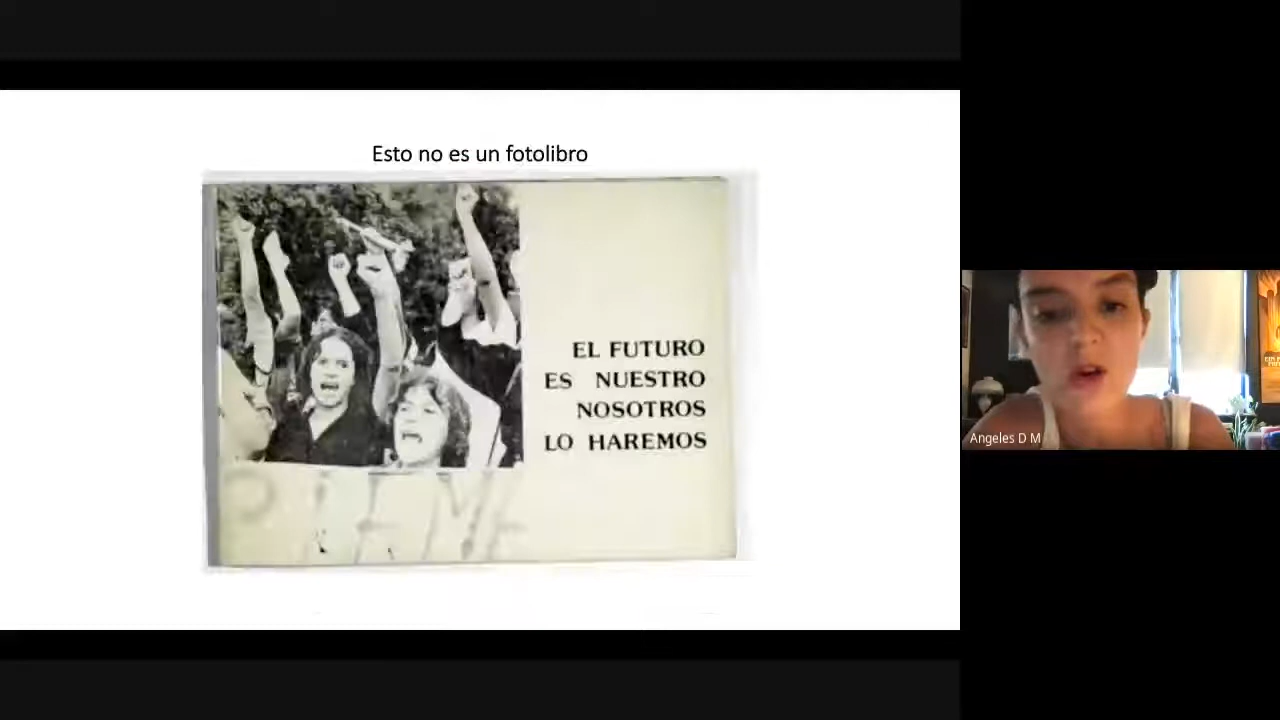 Esto no es un fotolibro
EL FUTURO
ES NUESTRO
NOSOTROS
LO HAREMOS
Angeles D M